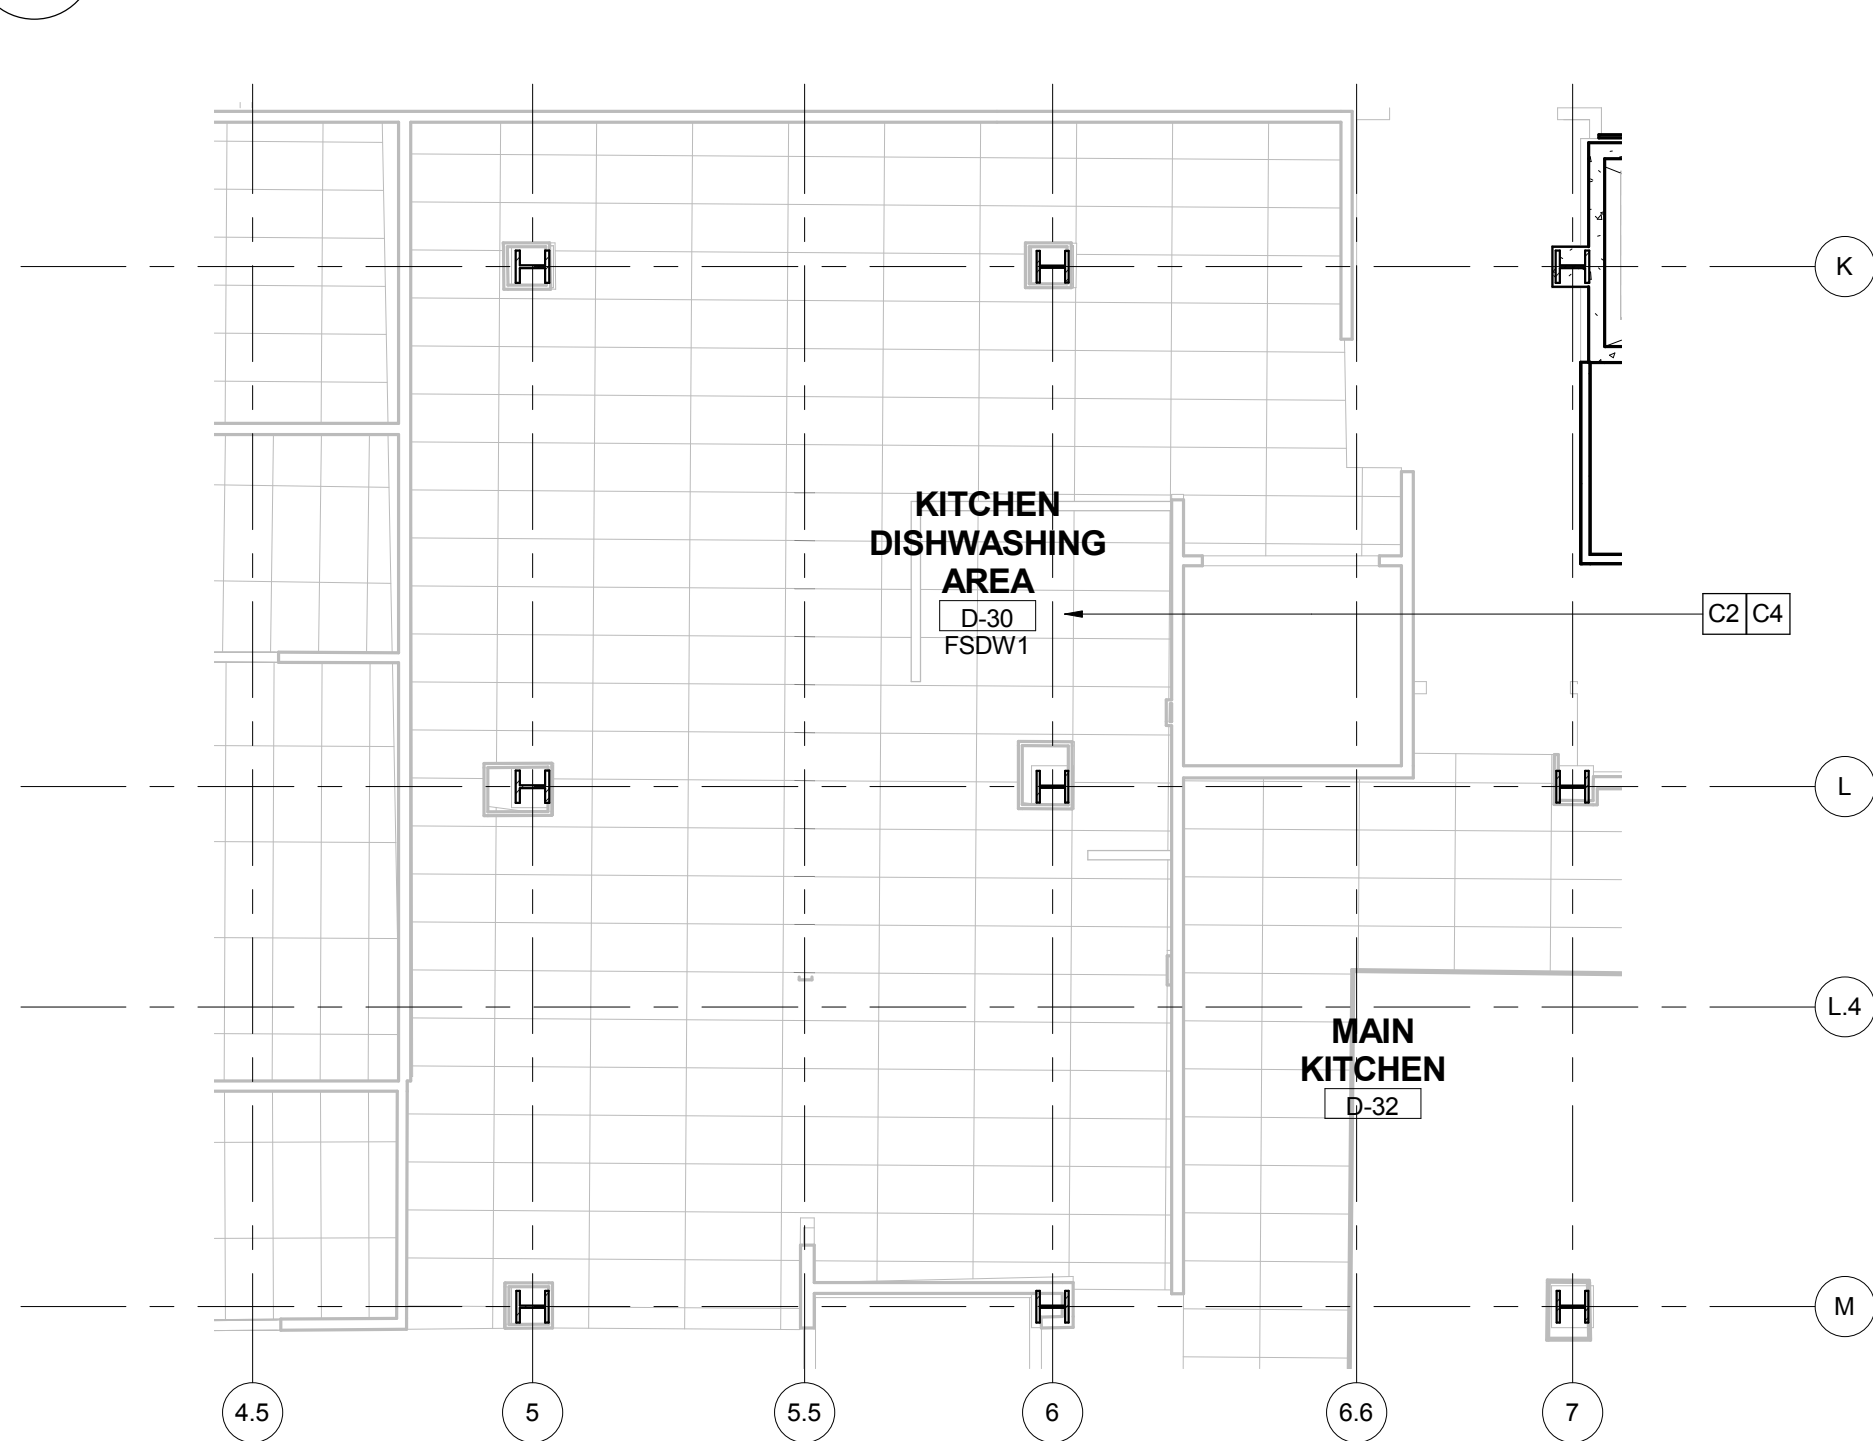 K
KITCHEN
DISHWASHING
AREA
D-30
FSDW1
C2 C4
L
L.4
MAIN
KITCHEN
D-32
M
4.5 5 5.5 6 6.6 7